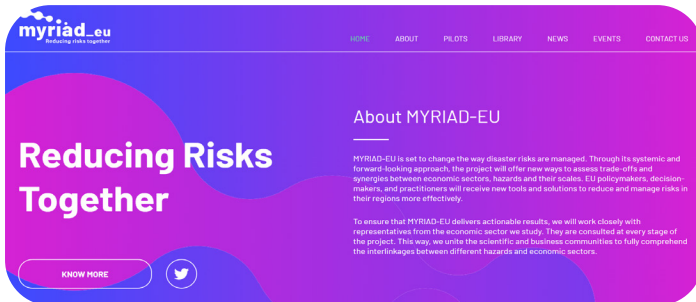 myriad_eu
Reducing risks together
HOME ABOUT PILOTS LIBRARY NEWS EVENTS CONTACT US
Reducing Risks
Together
KNOW MORE
About MYRIAD-EU
MYRIAD-EU is set to change the way disaster risks are managed. Through its systemic and
forward-looking approach, the project will offer new ways to assess trade-offs and
synergies between economic sectors, hazards and their scales. EU policymakers, decision-
makers, and practitioners will receive new tools and solutions to reduce and manage risks in
their regions more effectively.
To ensure that MYRIAD-EU delivers actionable results, we will work closely with
representatives from the economic sector we study. They are consulted at every stage of
the project. This way, we unite the scientific and business communities to fully comprehend
the interlinkages between different hazards and economic sectors.